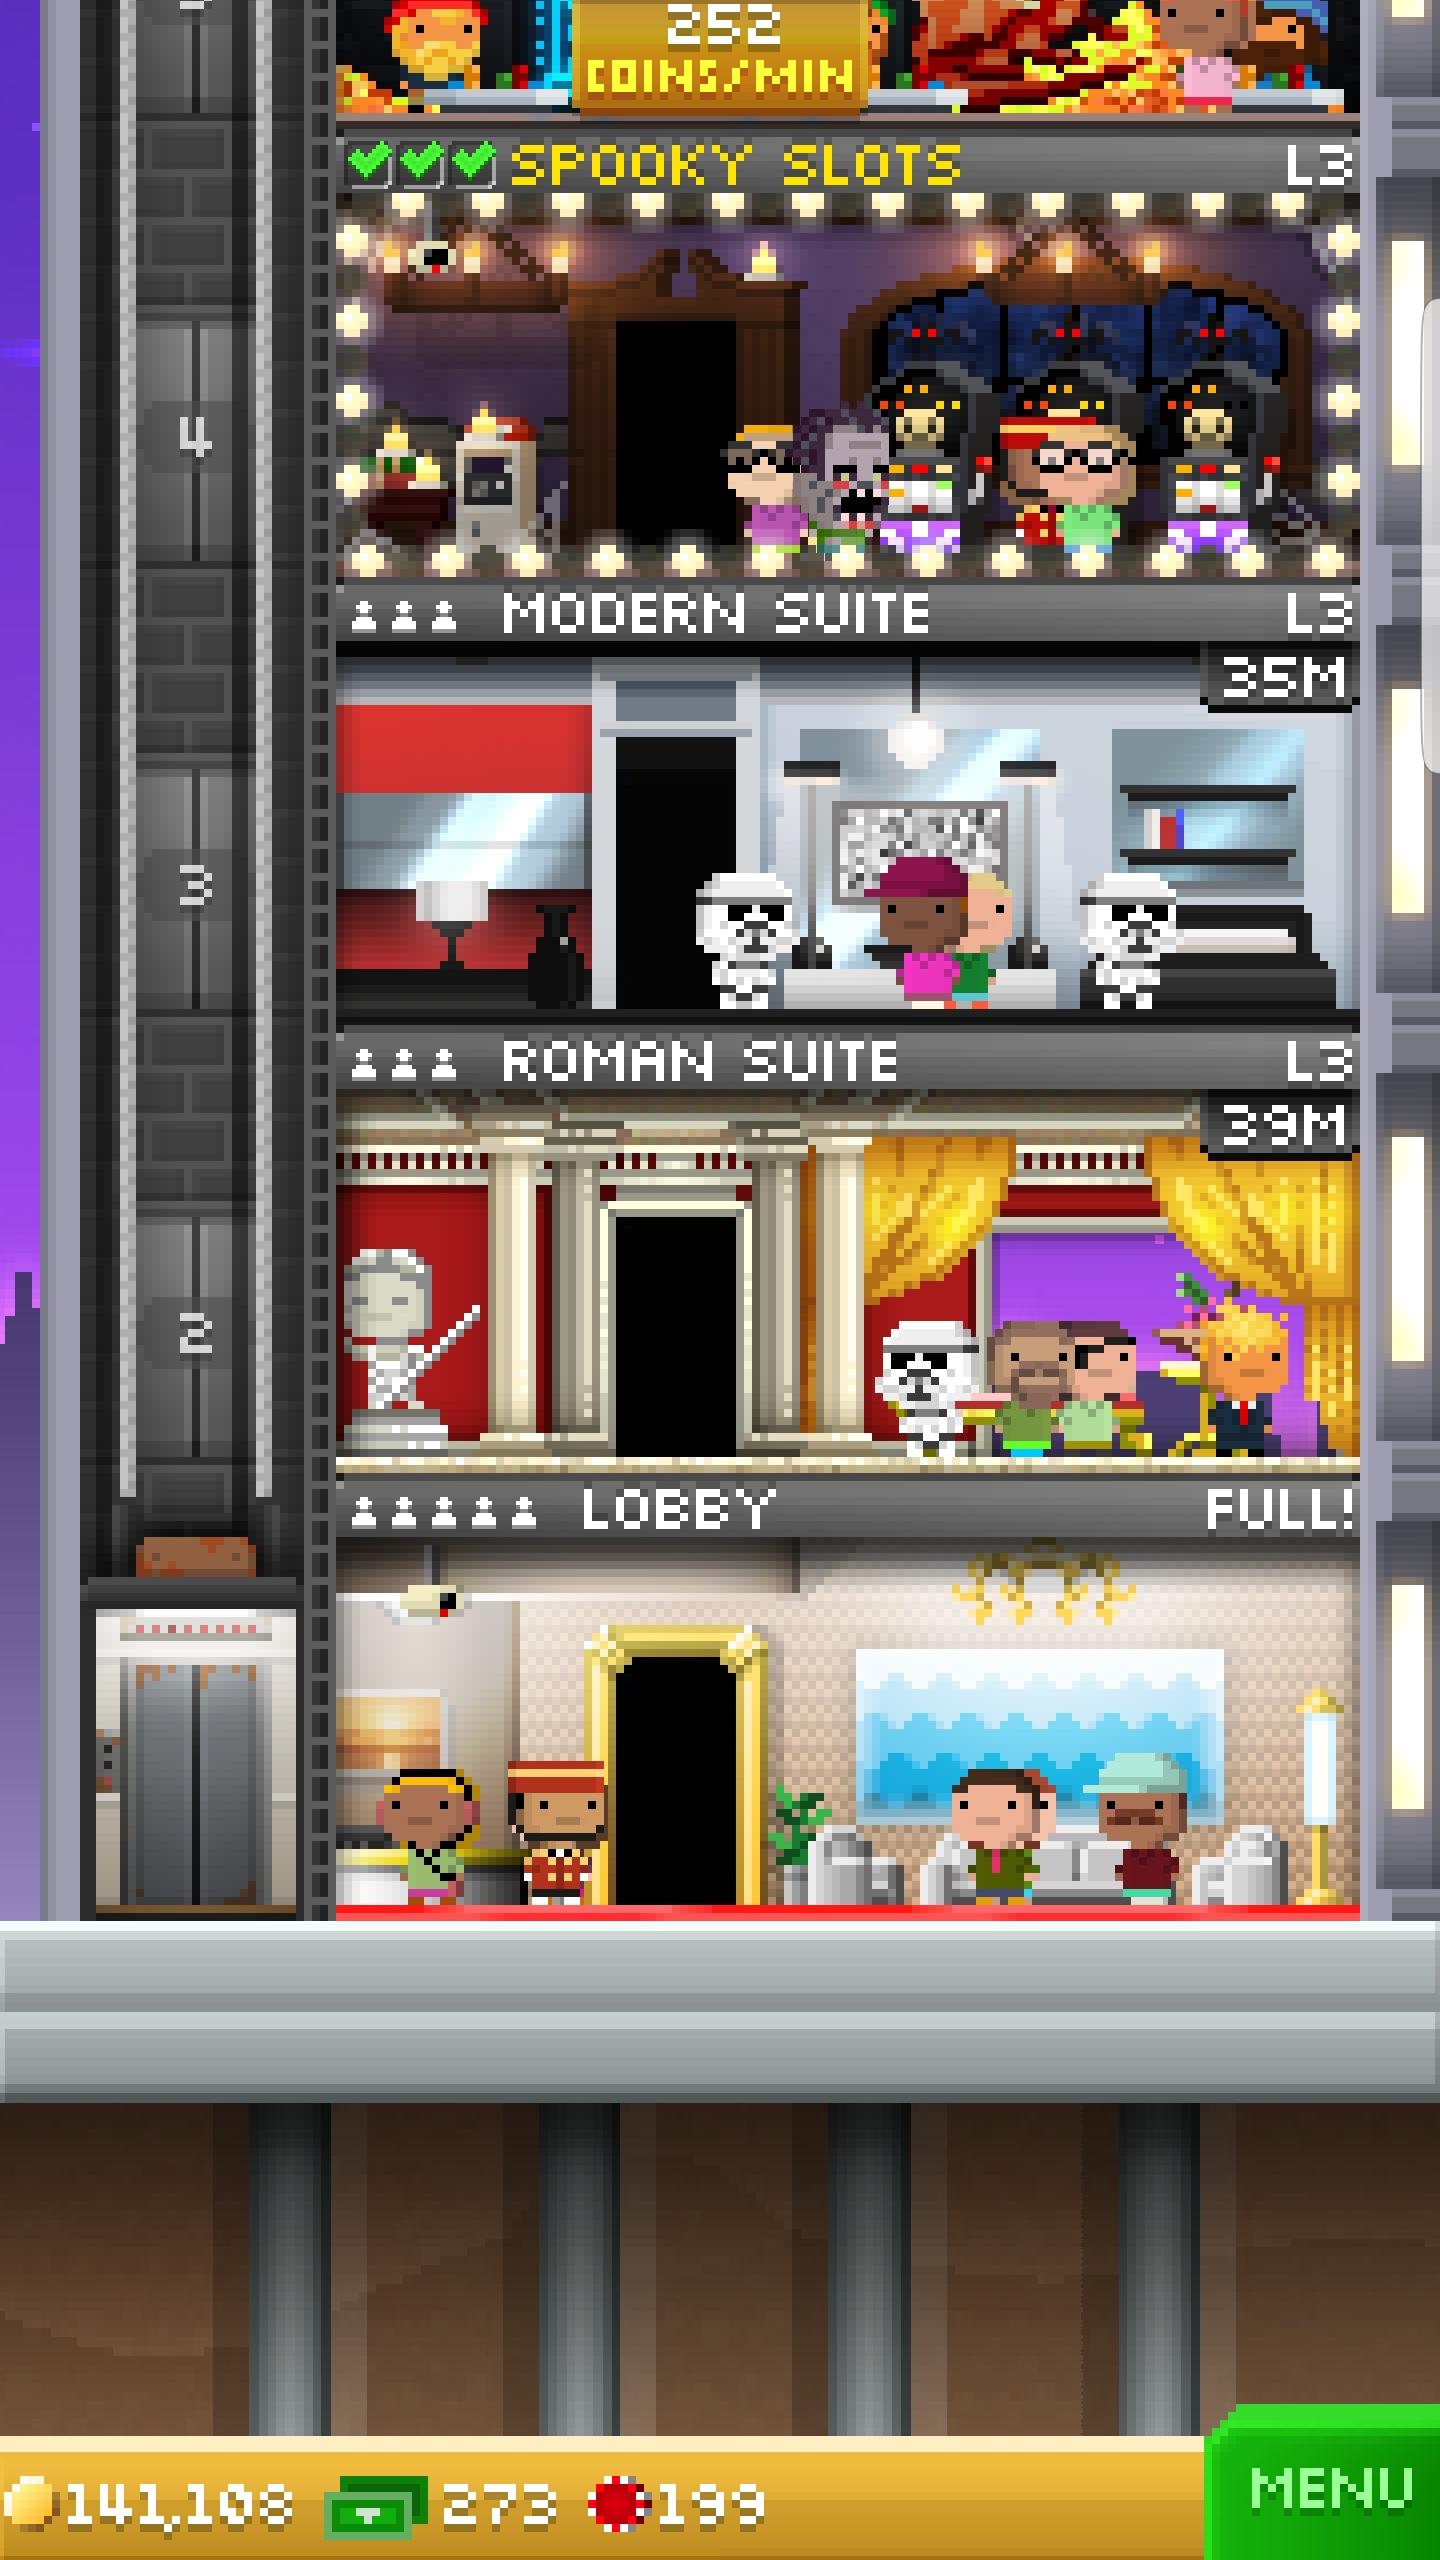 252
COINS/MIN
SPOOKY SLOTS L3
4
MODERN SUITE L3
35M
3
ROMAN SUITE L3
39M
2
LOBBY FULL!
141,108 273 199
MENU